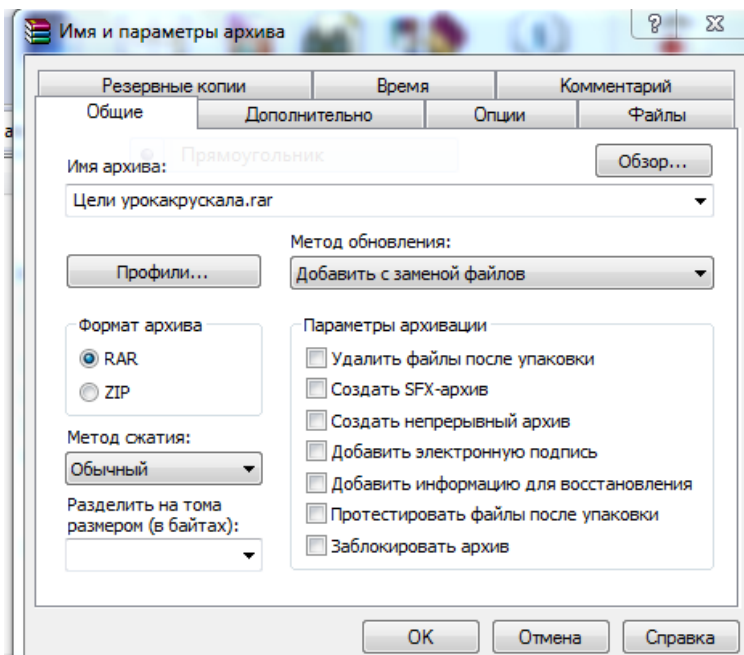 Имя и параметры архива
Резервные копии
Время
Комментарий
Общие
Дополнительно
Опции
Файлы
Прямоугольник
Имя архива:
Обзор...
Цели урокакрускала.rar
Метод обновления:
Профили...
Добавить с заменой файлов
Формат архива
Параметры архивации
RAR
Удалить файлы после упаковки
ZIP
Создать SFX-архив
Создать непрерывный архив
Метод сжатия:
Добавить электронную подпись
Обычный
Добавить информацию для восстановления
Разделить на тома
размером (в байтах):
Протестировать файлы после упаковки
Заблокировать архив
OK
Отмена
Справка